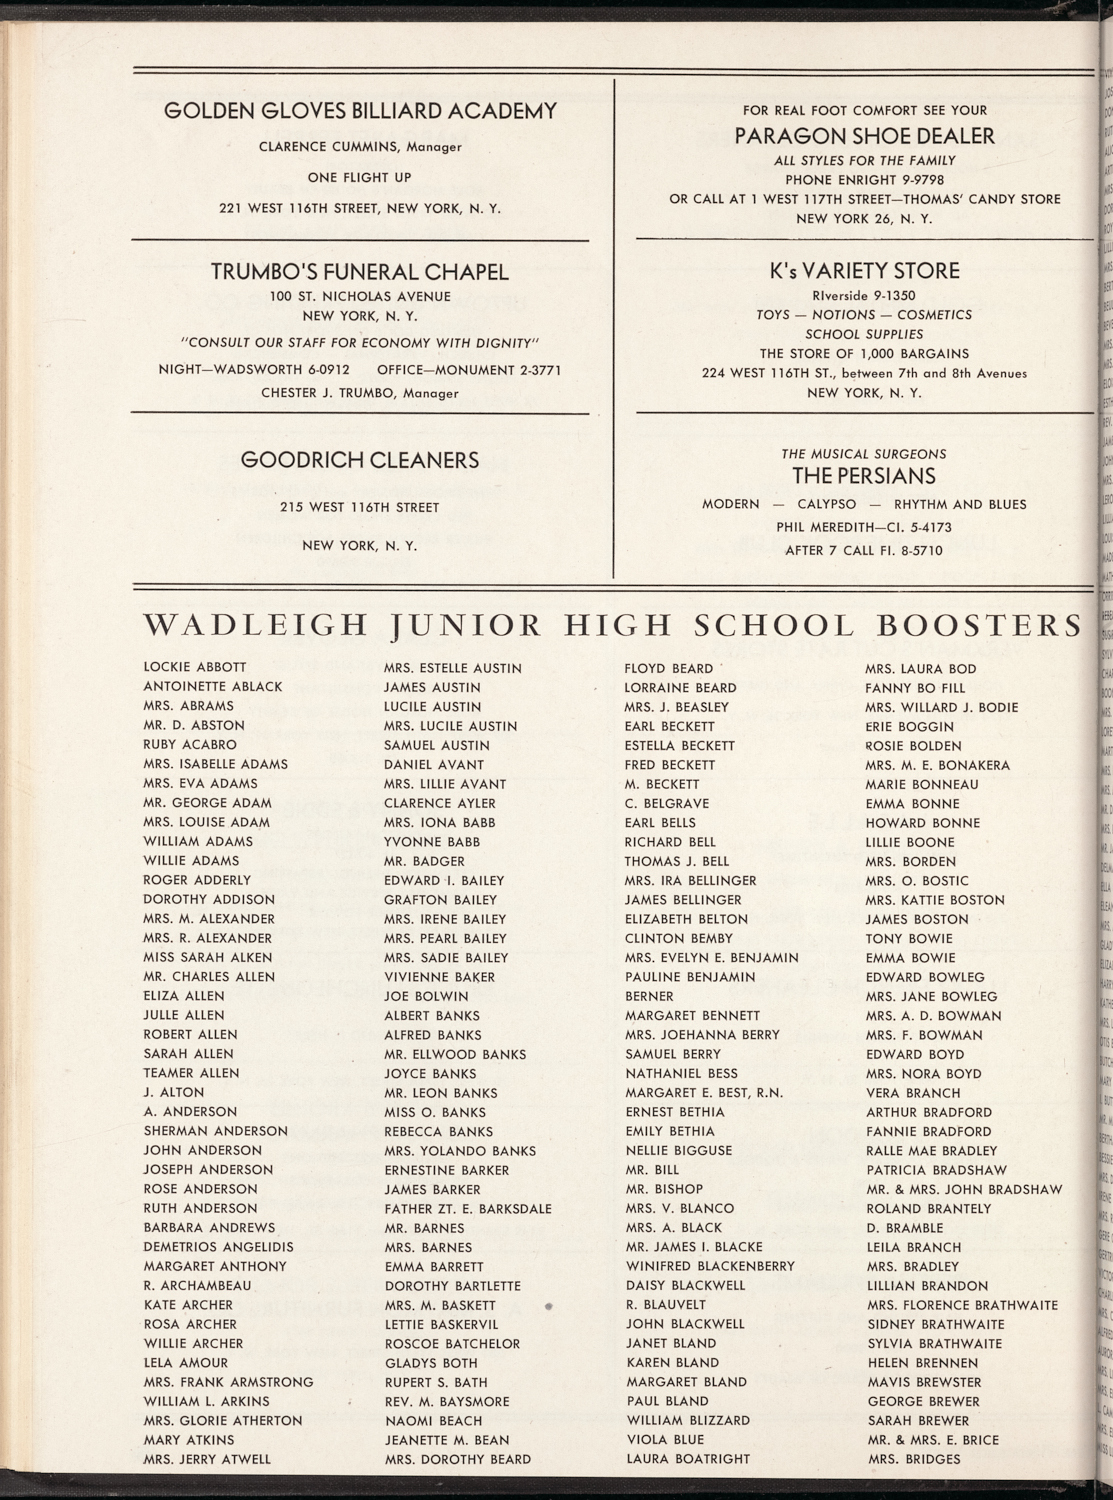 GOLDEN GLOVES BILLIARD ACADEMY
CLARENCE CUMMINS, Manager
ONE FLIGHT UP
221 WEST 116TH STREET, NEW YORK, N. Y.
TRUMBO'S FUNERAL CHAPEL
100 ST. NICHOLAS AVENUE
NEW YORK, N. Y.
"CONSULT OUR STAFF FOR ECONOMY WITH DIGNITY"
NIGHT—WADSWORTH 6-0912 OFFICE—MONUMENT 2-3771
CHESTER J. TRUMBO, Manager
GOODRICH CLEANERS
215 WEST 116TH STREET
NEW YORK, N. Y.
FOR REAL FOOT COMFORT SEE YOUR
PARAGON SHOE DEALER
ALL STYLES FOR THE FAMILY
PHONE ENRIGHT 9-9798
OR CALL AT 1 WEST 117TH STREET—THOMAS' CANDY STORE
NEW YORK 26, N. Y.
K's VARIETY STORE
RIverside 9-1350
TOYS — NOTIONS — COSMETICS
SCHOOL SUPPLIES
THE STORE OF 1,000 BARGAINS
224 WEST 116TH ST., between 7th and 8th Avenues
NEW YORK, N. Y.
THE MUSICAL SURGEONS
THE PERSIANS
MODERN — CALYPSO — RHYTHM AND BLUES
PHIL MEREDITH—CI. 5-4173
AFTER 7 CALL FI. 8-5710
WADLEIGH JUNIOR HIGH SCHOOL BOOSTERS
LOCKIE ABBOTT
ANTOINETTE ABLACK
MRS. ABRAMS
MR. D. ABSTON
RUBY ACABRO
MRS. ISABELLE ADAMS
MRS. EVA ADAMS
MR. GEORGE ADAM
MRS. LOUISE ADAM
WILLIAM ADAMS
WILLIE ADAMS
ROGER ADDERLY
DOROTHY ADDISON
MRS. M. ALEXANDER
MRS. R. ALEXANDER
MISS SARAH ALKEN
MR. CHARLES ALLEN
ELIZA ALLEN
JULLE ALLEN
ROBERT ALLEN
SARAH ALLEN
TEAMER ALLEN
J. ALTON
A. ANDERSON
SHERMAN ANDERSON
JOHN ANDERSON
JOSEPH ANDERSON
ROSE ANDERSON
RUTH ANDERSON
BARBARA ANDREWS
DEMETRIOS ANGELIDIS
MARGARET ANTHONY
R. ARCHAMBEAU
KATE ARCHER
ROSA ARCHER
WILLIE ARCHER
LELA AMOUR
MRS. FRANK ARMSTRONG
WILLIAM L. ARKINS
MRS. GLORIE ATHERTON
MARY ATKINS
MRS. JERRY ATWELL
MRS. ESTELLE AUSTIN
JAMES AUSTIN
LUCILE AUSTIN
MRS. LUCILE AUSTIN
SAMUEL AUSTIN
DANIEL AVANT
MRS. LILLIE AVANT
CLARENCE AYLER
MRS. IONA BABB
YVONNE BABB
MR. BADGER
EDWARD I. BAILEY
GRAFTON BAILEY
MRS. IRENE BAILEY
MRS. PEARL BAILEY
MRS. SADIE BAILEY
VIVIENNE BAKER
JOE BOLWIN
ALBERT BANKS
ALFRED BANKS
MR. ELLWOOD BANKS
JOYCE BANKS
MR. LEON BANKS
MISS O. BANKS
REBECCA BANKS
MRS. YOLANDO BANKS
ERNESTINE BARKER
JAMES BARKER
FATHER ZT. E. BARKSDALE
MR. BARNES
MRS. BARNES
EMMA BARRETT
DOROTHY BARTLETTE
MRS. M. BASKETT
LETTIE BASKERVIL
ROSCOE BATCHELOR
GLADYS BOTH
RUPERT S. BATH
REV. M. BAYSMORE
NAOMI BEACH
JEANETTE M. BEAN
MRS. DOROTHY BEARD
FLOYD BEARD
LORRAINE BEARD
MRS. J. BEASLEY
EARL BECKETT
ESTELLA BECKETT
FRED BECKETT
M. BECKETT
C. BELGRAVE
EARL BELLS
RICHARD BELL
THOMAS J. BELL
MRS. IRA BELLINGER
JAMES BELLINGER
ELIZABETH BELTON
CLINTON BEMBY
MRS. EVELYN E. BENJAMIN
PAULINE BENJAMIN
BERNER
MARGARET BENNETT
MRS. JOEHANNA BERRY
SAMUEL BERRY
NATHANIEL BESS
MARGARET E. BEST, R.N.
ERNEST BETHIA
EMILY BETHIA
NELLIE BIGGUSE
MR. BILL
MR. BISHOP
MRS. V. BLANCO
MRS. A. BLACK
MR. JAMES I. BLACKE
WINIFRED BLACKENBERRY
DAISY BLACKWELL
R. BLAUVELT
JOHN BLACKWELL
JANET BLAND
KAREN BLAND
MARGARET BLAND
PAUL BLAND
WILLIAM BLIZZARD
VIOLA BLUE
LAURA BOATRIGHT
MRS. LAURA BOD
FANNY BO FILL
MRS. WILLARD J. BODIE
ERIE BOGGIN
ROSIE BOLDEN
MRS. M. E. BONAKERA
MARIE BONNEAU
EMMA BONNE
HOWARD BONNE
LILLIE BOONE
MRS. BORDEN
MRS. O. BOSTIC
MRS. KATTIE BOSTON
JAMES BOSTON
TONY BOWIE
EMMA BOWIE
EDWARD BOWLEG
MRS. JANE BOWLEG
MRS. A. D. BOWMAN
MRS. F. BOWMAN
EDWARD BOYD
MRS. NORA BOYD
VERA BRANCH
ARTHUR BRADFORD
FANNIE BRADFORD
RALLE MAE BRADLEY
PATRICIA BRADSHAW
MR. & MRS. JOHN BRADSHAW
ROLAND BRANTELY
D. BRAMBLE
LEILA BRANCH
MRS. BRADLEY
LILLIAN BRANDON
MRS. FLORENCE BRATHWAITE
SIDNEY BRATHWAITE
SYLVIA BRATHWAITE
HELEN BRENNEN
MAVIS BREWSTER
GEORGE BREWER
SARAH BREWER
MR. & MRS. E. BRICE
MRS. BRIDGES